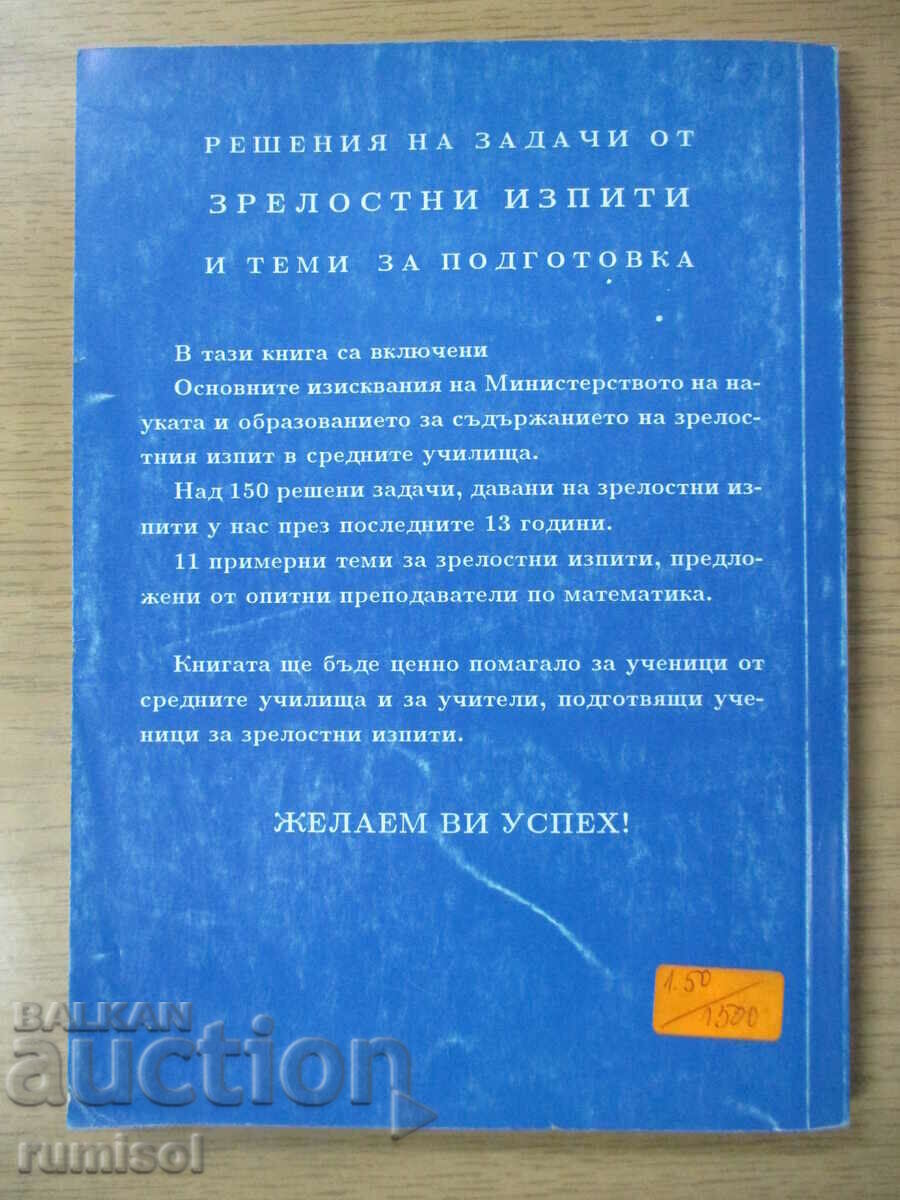 РЕШЕНИЯ НА ЗАДАЧИ ОТ
ЗРЕЛОСТНИ ИЗПИТИ
И ТЕМИ ЗА ПОДГОТОВКА
В тази книга са включени
Основните изисквания на Министерството на на-
уката и образованието за съдържанието на зрелос-
тния изпит в средните училища.
Над 150 решени задачи, давани на зрелостни из-
пити у нас през последните 13 години.
11 примерни теми за зрелостни изпити, предло-
жени от опитни преподаватели по математика.
Книгата ще бъде ценно помагало за ученици от
средните училища и за учители, подготвящи уче-
ници за зрелостни изпити.
ЖЕЛАЕМ ВИ УСПЕХ!
1.50
1500
BALKAN
auction
rumisol